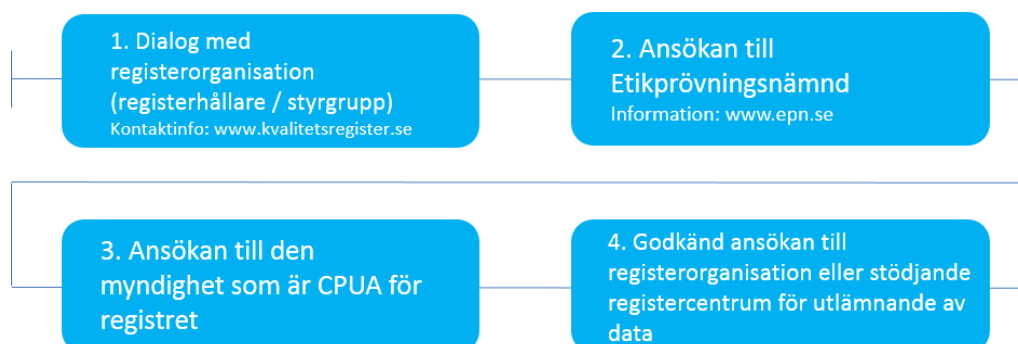 1. Dialog med
registerorganisation
(registerhållare / styrgrupp)
Kontaktinfo: www.kvalitetsregister.se
2. Ansökan till
Etikprövningsnämnd
Information: www.epn.se
3. Ansökan till den
myndighet som är CPUA för
registret
4. Godkänd ansökan till
registerorganisation eller stödjande
registercentrum för utlämnande av
data